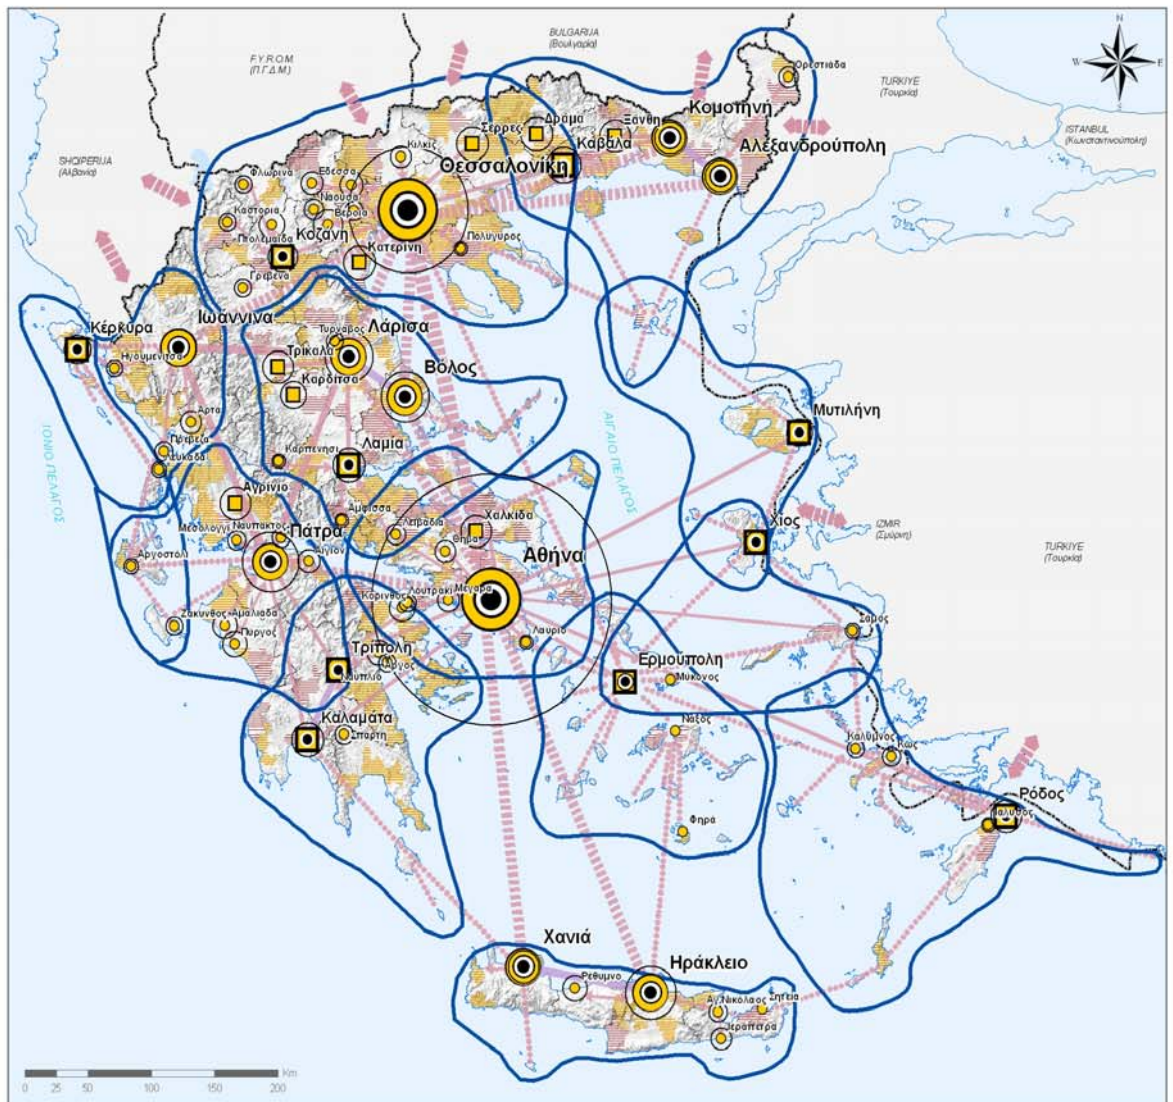 N
W
E
S
BULGARIJA
(Βουλγαρία)
F.Y.R.O.M.
(Π.Γ.Δ.Μ.)
TURKIYE
(Τουρκία)
ISTANBUL
(Κωνσταντινούπολη)
SHQIPERIJA
(Αλβανία)
Ορεστιάδα
Κομοτηνή
Ξάνθη
Δράμα
Σέρρες
Καβάλα
Αλεξανδρούπολη
Κιλκίς
Θεσσαλονίκη
Φλώρινα
Έδεσσα
Νάουσα
Βέροια
Καστοριά
Πτολεμαΐδα
Κοζάνη
Κατερίνη
Πολύγυρος
Γρεβενά
Ιωάννινα
Κέρκυρα
Ηγουμενίτσα
Τύρναβος
Λάρισα
Τρίκαλα
Καρδίτσα
Βόλος
Μυτιλήνη
Άρτα
Πρέβεζα
Λευκάδα
Καρπενήσι
Λαμία
ΙΟΝΙΟ ΠΕΛΑΓΟΣ
ΑΙΓΑΙΟ ΠΕΛΑΓΟΣ
Αγρίνιο
Μεσολόγγι
Ναύπακτος
Άμφισσα
Λειβαδιά
Χαλκίδα
Θήβα
Πάτρα
Αίγιον
Αθήνα
Χίος
IZMIR
(Σμύρνη)
TURKIYE
(Τουρκία)
Αργοστόλι
Κόρινθος
Λουτράκι
Μέγαρα
Ζάκυνθος
Αμαλιάδα
Πύργος
Λαύριο
Σάμος
Τρίπολη
Άργος
Ναύπλιο
Ερμούπολη
Μύκονος
Καλαμάτα
Σπάρτη
Νάξος
Κάλυμνος
Κως
Ρόδος
Ιαλυσός
Φηρά
Χανιά
Ρέθυμνο
Ηράκλειο
Αγ.Νικόλαος
Σητεία
Ιεράπετρα
Km
0 25 50 100 150 200